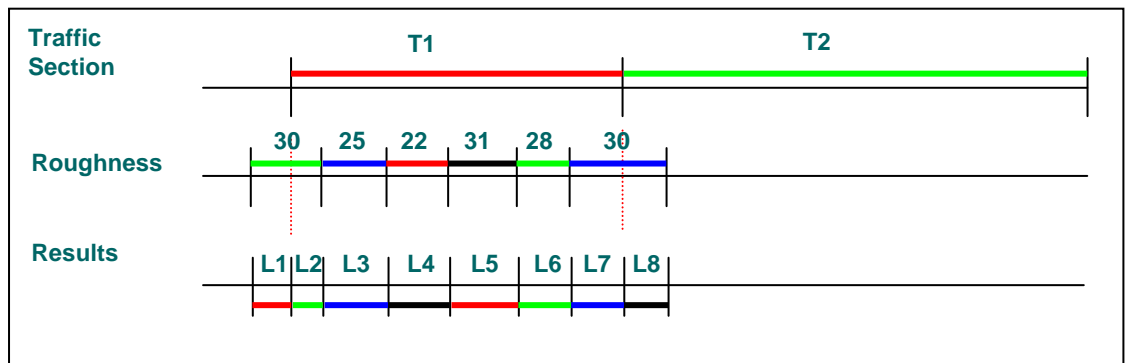 Traffic
Section
T1
T2
Roughness
30 25 22 31 28 30
Results
L1 L2 L3 L4 L5 L6 L7 L8